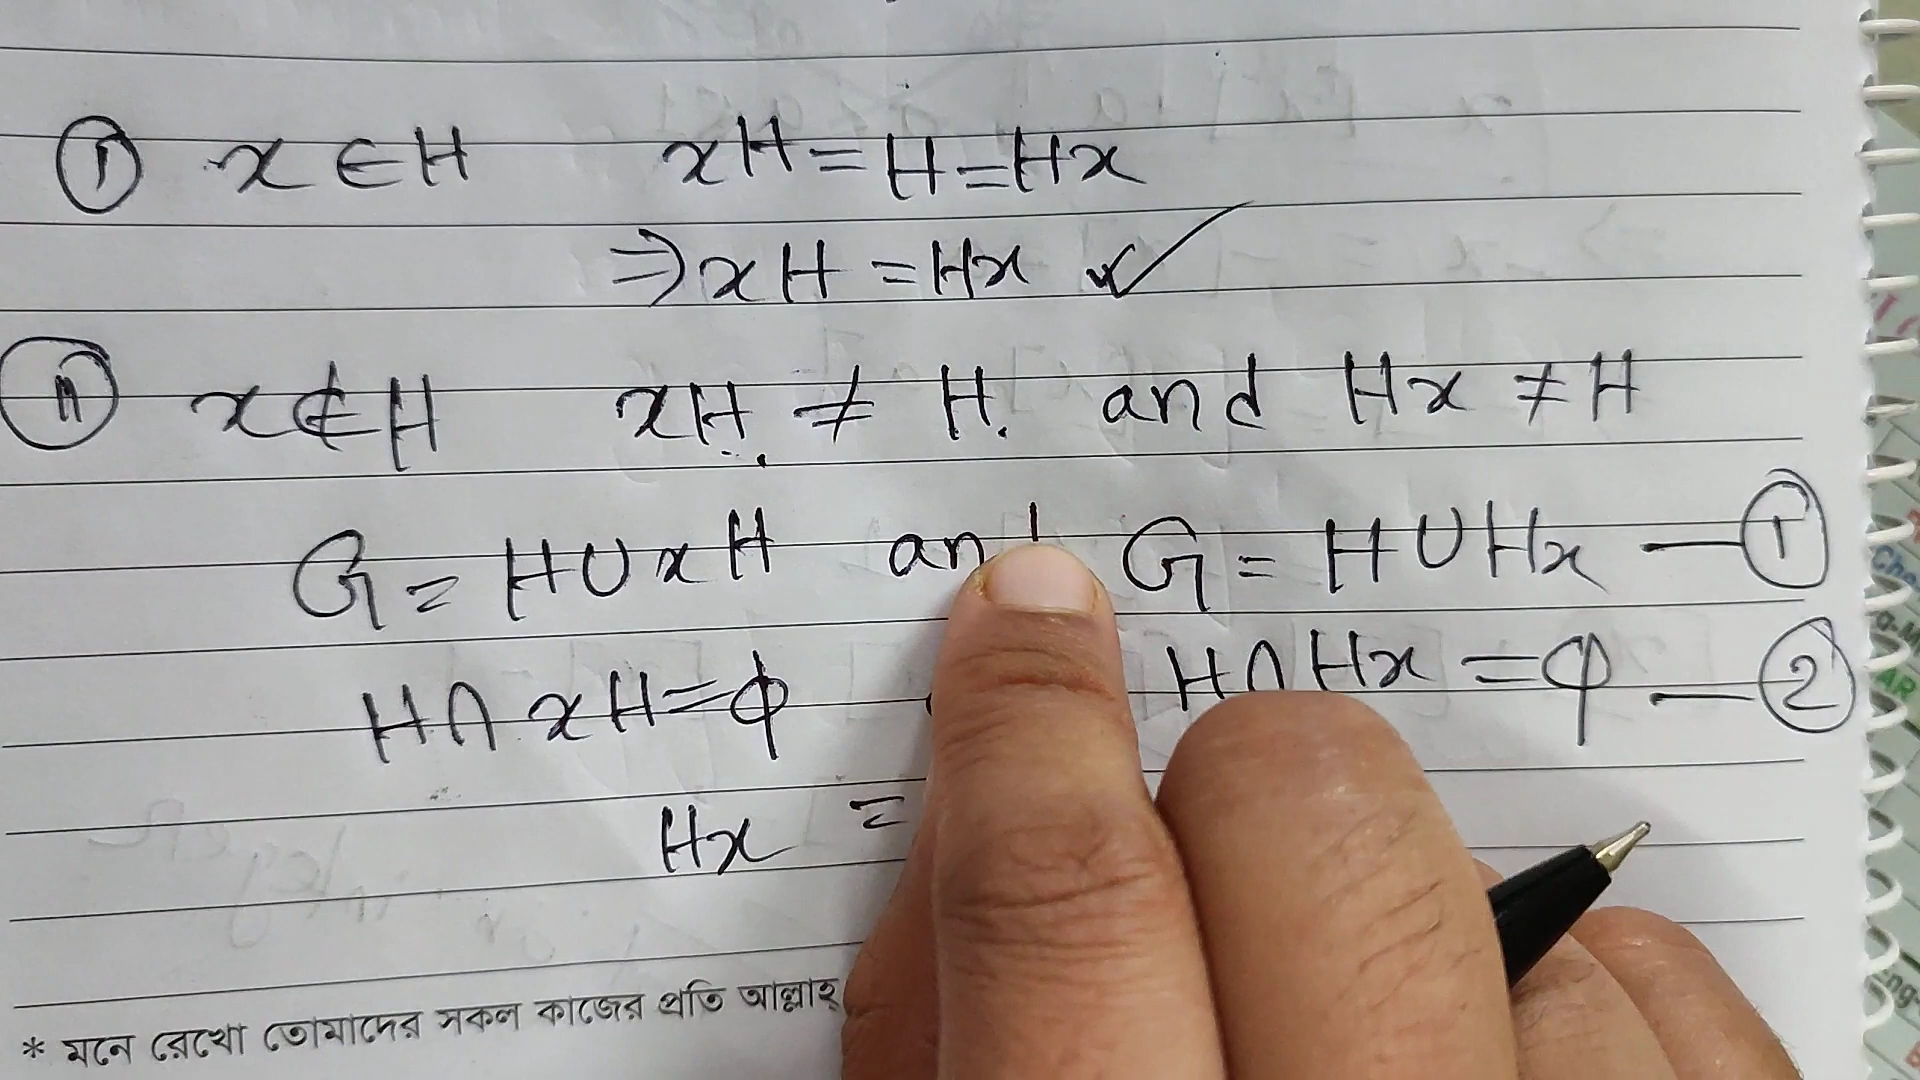 ① x ∈ H xH = H = Hx
⇒ xH = Hx ✓
ⓘⓘ x ∉ H xH ≠ H. and Hx ≠ H
G = H ∪ xH and G = H ∪ Hx — ①
H ∩ xH = φ H ∩ Hx = φ — ②
Hx =
* মনে রেখো তোমাদের সকল কাজের প্রতি আল্লাহ্